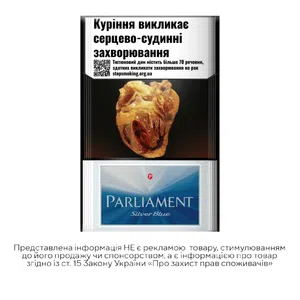 Куріння викликає
серцево-судинні
захворювання
Тютюновий дим містить більше 70 речовин,
здатних викликати захворювання на рак
stopsmoking.org.ua
PARLIAMENT
Silver Blue
Представлена інформація НЕ є рекламою товару, стимулюванням
до його продажу чи спонсорством, а є інформацією про товар
згідно із ст. 15 Закону України «Про захист прав споживачів»